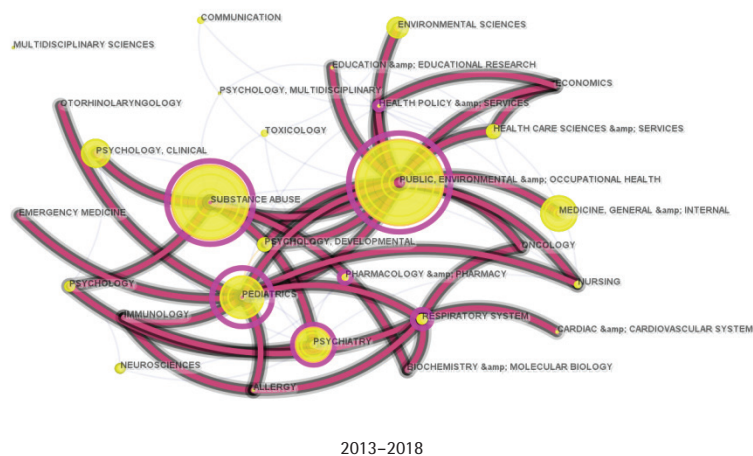 COMMUNICATION
ENVIRONMENTAL SCIENCES
MULTIDISCIPLINARY SCIENCES
EDUCATION &amp; EDUCATIONAL RESEARCH
ECONOMICS
PSYCHOLOGY, MULTIDISCIPLINARY
OTORHINOLARYNGOLOGY
HEALTH POLICY &amp; SERVICES
TOXICOLOGY
HEALTH CARE SCIENCES &amp; SERVICES
PSYCHOLOGY, CLINICAL
PUBLIC, ENVIRONMENTAL &amp; OCCUPATIONAL HEALTH
SUBSTANCE ABUSE
EMERGENCY MEDICINE
MEDICINE, GENERAL &amp; INTERNAL
PSYCHOLOGY, DEVELOPMENTAL
ONCOLOGY
PHARMACOLOGY &amp; PHARMACY
PSYCHOLOGY
NURSING
PEDIATRICS
IMMUNOLOGY
RESPIRATORY SYSTEM
CARDIAC &amp; CARDIOVASCULAR SYSTEM
PSYCHIATRY
NEUROSCIENCES
BIOCHEMISTRY &amp; MOLECULAR BIOLOGY
ALLERGY
2013–2018